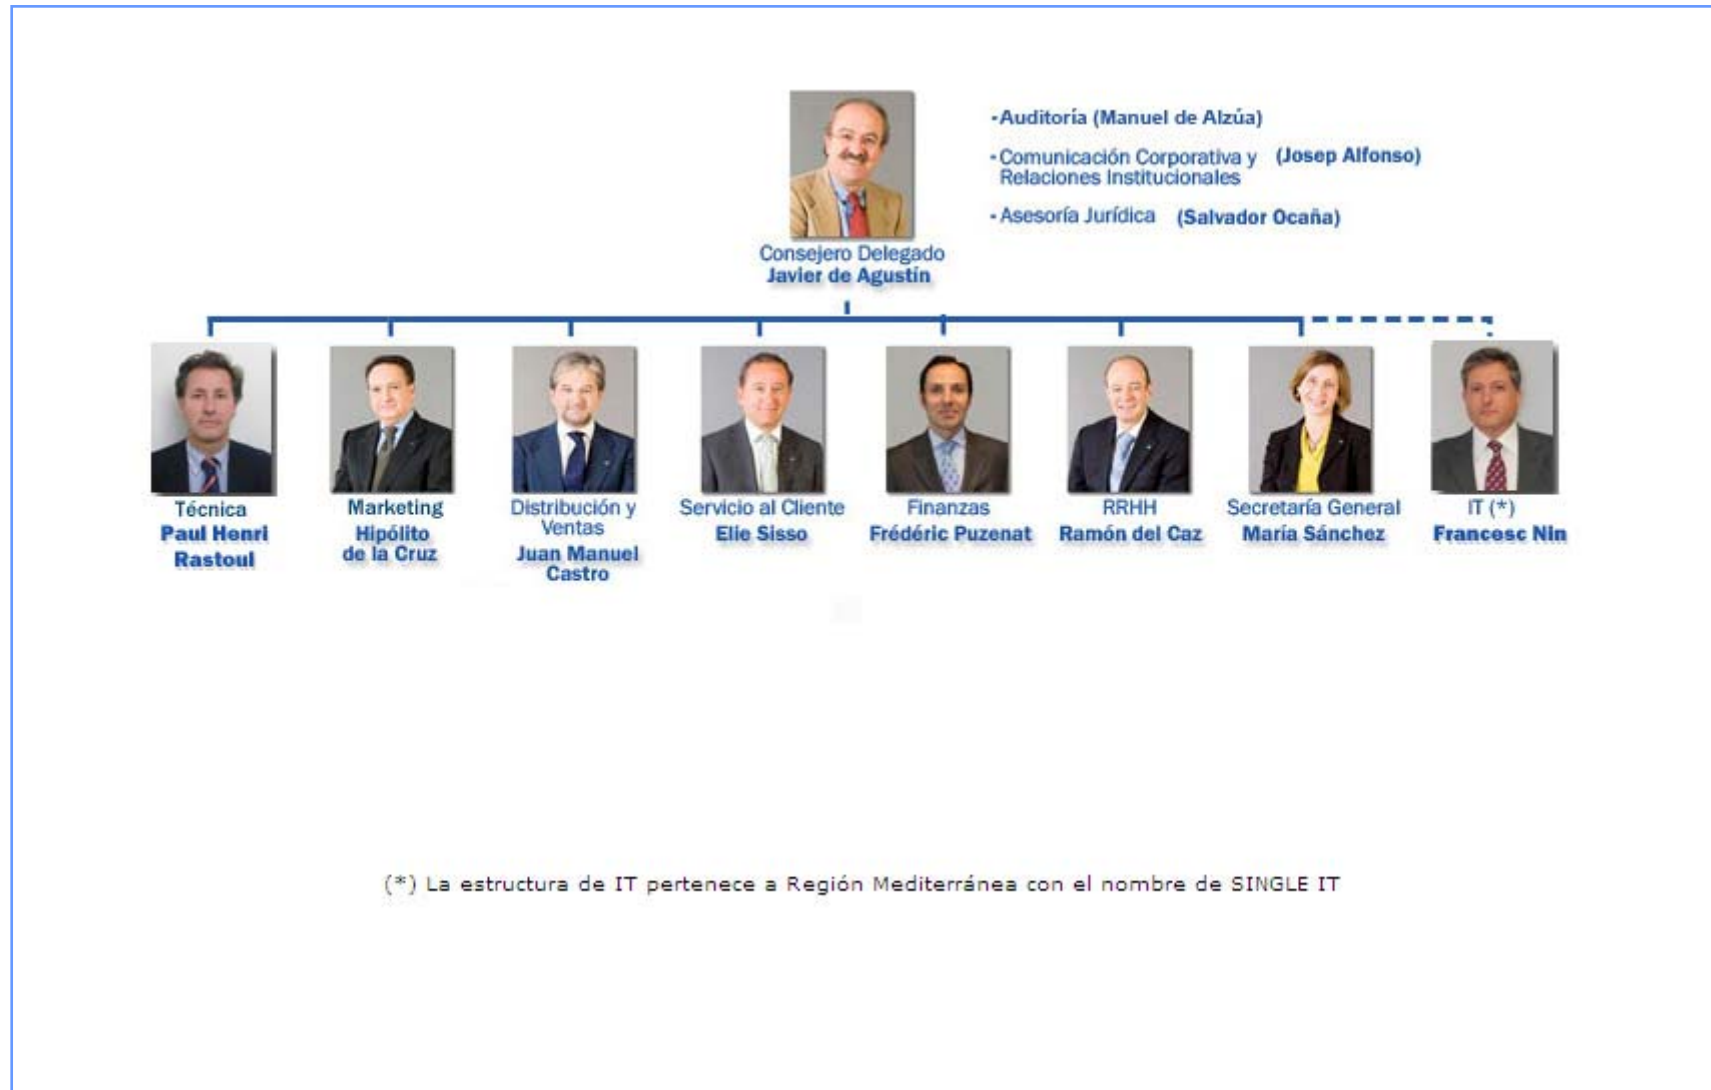 -Auditoría (Manuel de Alzúa)
-Comunicación Corporativa y (Josep Alfonso)
Relaciones Institucionales
-Asesoría Jurídica (Salvador Ocaña)
Consejero Delegado
Javier de Agustín
Técnica
Paul Henri
Rastoul
Marketing
Hipólito
de la Cruz
Distribución y
Ventas
Juan Manuel
Castro
Servicio al Cliente
Elie Sisso
Finanzas
Frédéric Puzenat
RRHH
Ramón del Caz
Secretaría General
María Sánchez
IT (*)
Francesc Nin
(*) La estructura de IT pertenece a Región Mediterránea con el nombre de SINGLE IT